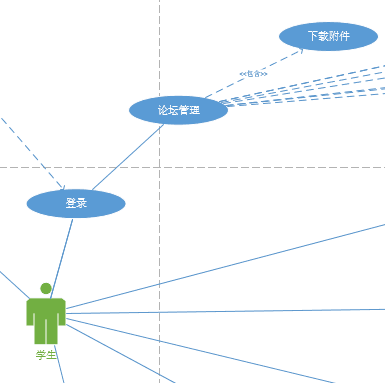 下载附件
<<包含>>
论坛管理
登录
学生